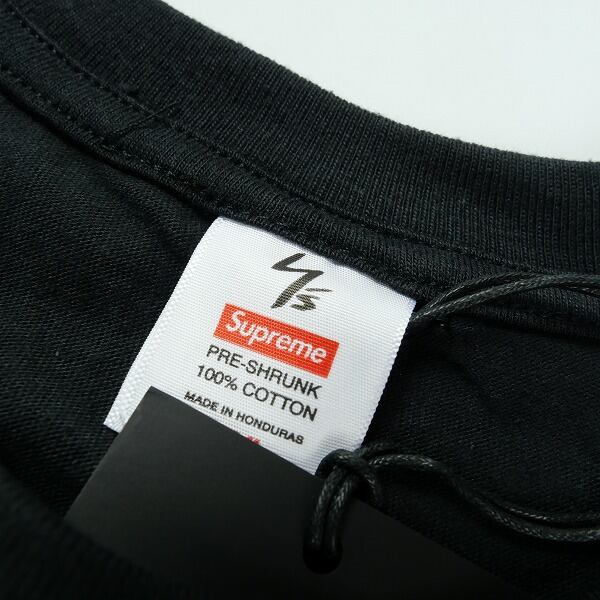 Y's
Supreme
PRE-SHRUNK
100% COTTON
MADE IN HONDURAS